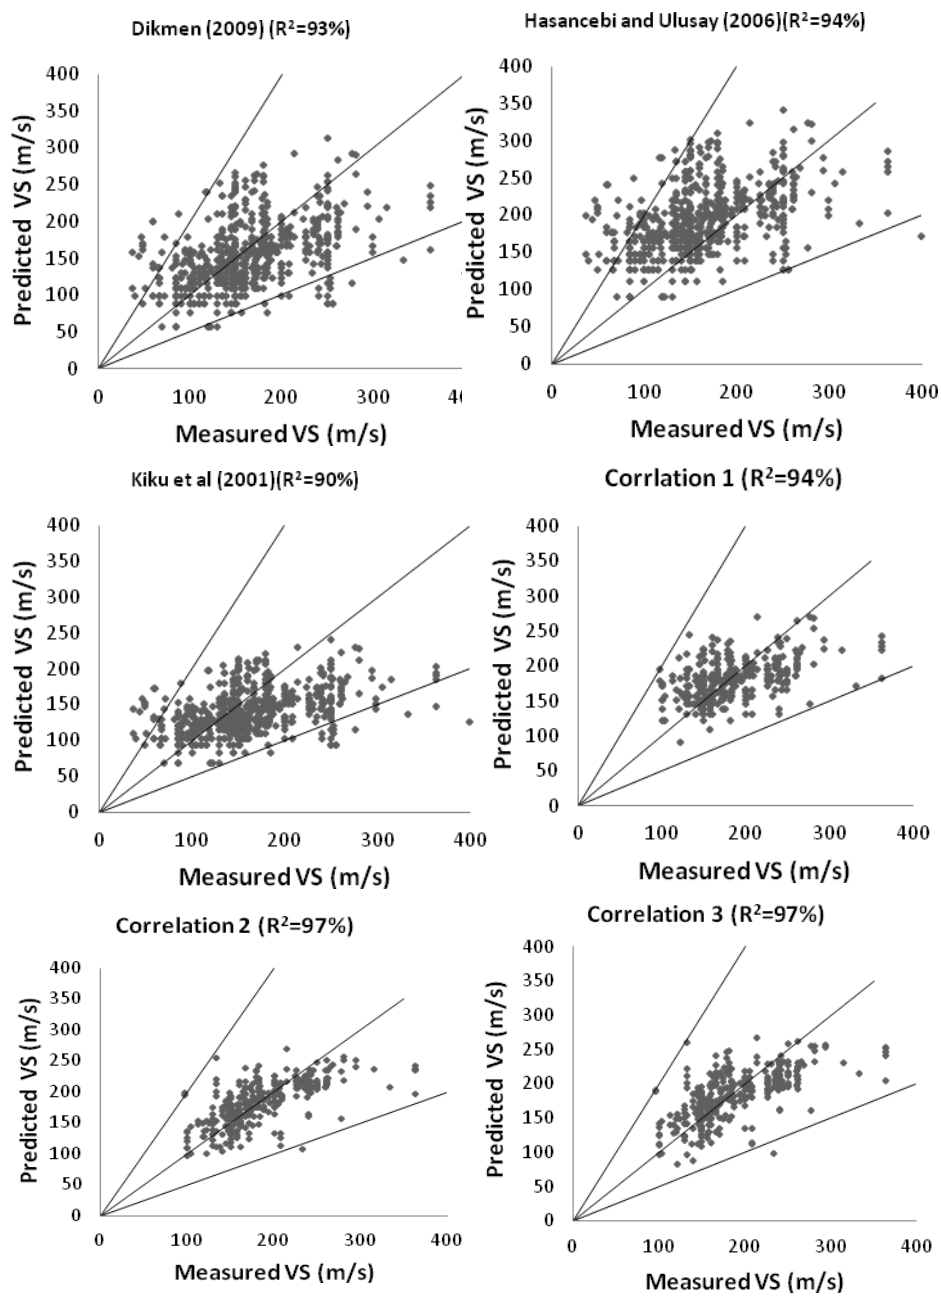 Dikmen (2009) (R²=93%)
Predicted VS (m/s)
400
350
300
250
200
150
100
50
0
0 100 200 300
Measured VS (m/s)
Hasancebi and Ulusay (2006)(R²=94%)
Predicted VS (m/s)
400
350
300
250
200
150
100
50
0
0 100 200 300 400
Measured VS (m/s)
Kiku et al (2001)(R²=90%)
Predicted VS (m/s)
400
350
300
250
200
150
100
50
0
0 100 200 300 400
Measured VS (m/s)
Corrlation 1 (R²=94%)
Predicted VS (m/s)
400
350
300
250
200
150
100
50
0
0 100 200 300 400
Measured VS (m/s)
Correlation 2 (R²=97%)
Predicted VS (m/s)
400
350
300
250
200
150
100
50
0
0 100 200 300 400
Measured VS (m/s)
Correlation 3 (R²=97%)
Predicted VS (m/s)
400
350
300
250
200
150
100
50
0
0 100 200 300 400
Measured VS (m/s)